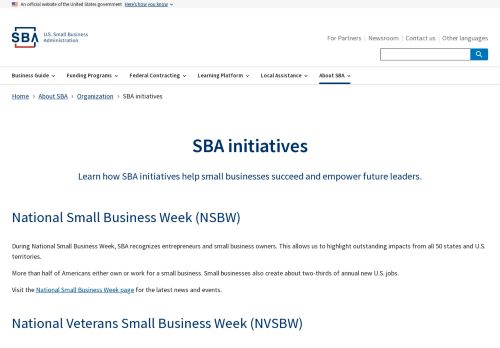 An official website of the United States government Here's how you know
SBA U.S. Small Business
Administration
For Partners Newsroom Contact us Other languages
Business Guide Funding Programs Federal Contracting Learning Platform Local Assistance About SBA
Home About SBA Organization SBA initiatives
SBA initiatives
Learn how SBA initiatives help small businesses succeed and empower future leaders.
National Small Business Week (NSBW)
During National Small Business Week, SBA recognizes entrepreneurs and small business owners. This allows us to highlight outstanding impacts from all 50 states and U.S.
territories.
More than half of Americans either own or work for a small business. Small businesses also create about two-thirds of annual new U.S. jobs.
Visit the National Small Business Week page for the latest news and events.
National Veterans Small Business Week (NVSBW)